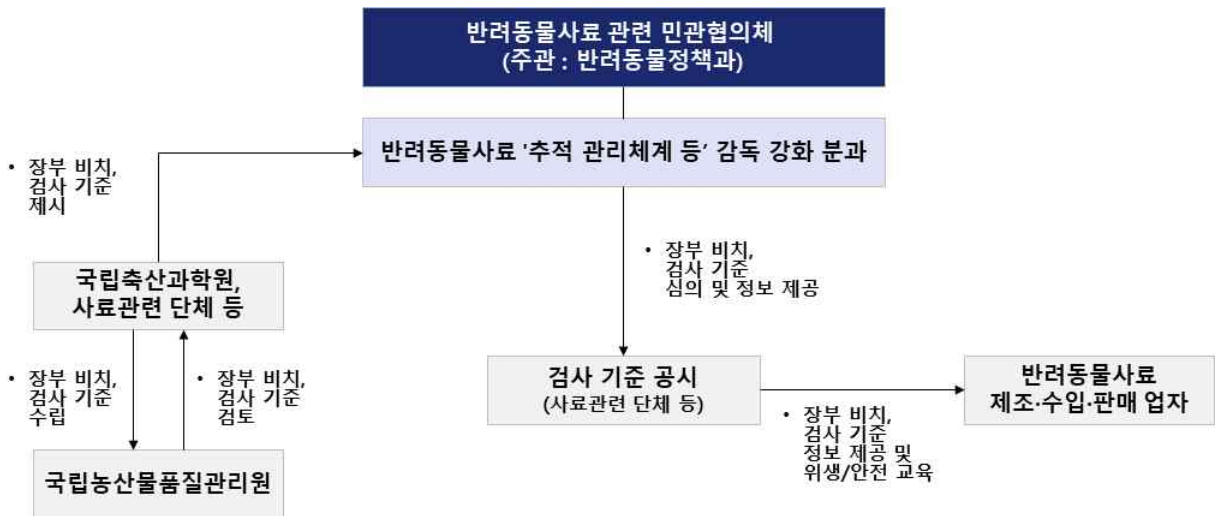 반려동물사료 관련 민관협의체
(주관 : 반려동물정책과)
반려동물사료 '추적 관리체계 등’ 감독 강화 분과
• 장부 비치,
검사 기준
제시
• 장부 비치,
검사 기준
심의 및 정보 제공
국립축산과학원,
사료관련 단체 등
• 장부 비치,
검사 기준
수립
• 장부 비치,
검사 기준
검토
국립농산물품질관리원
검사 기준 공시
(사료관련 단체 등)
• 장부 비치,
검사 기준
정보 제공 및
위생/안전 교육
반려동물사료
제조·수입·판매 업자